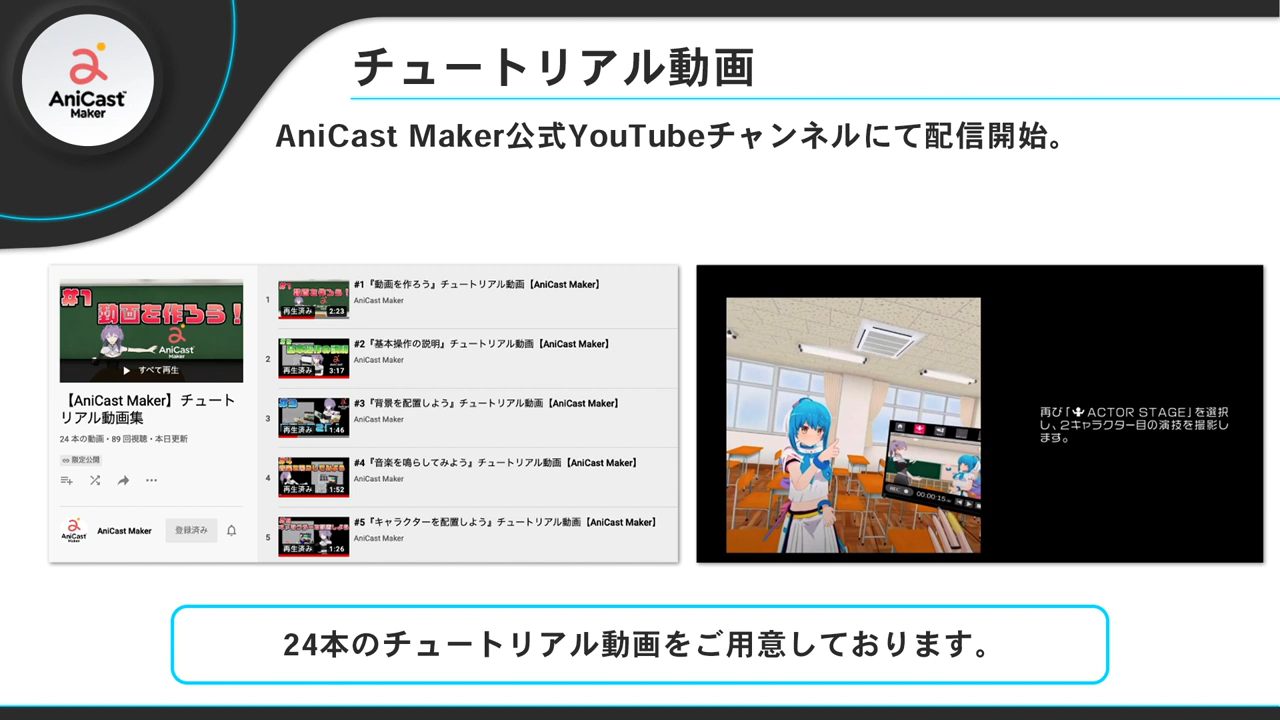 AniCast
Maker
チュートリアル動画
AniCast Maker公式YouTubeチャンネルにて配信開始。
#1
動画を作ろう！
AniCast
Maker
すべて再生
【AniCast Maker】チュート
リアル動画集
24 本の動画・89 回視聴・本日更新
限定公開
AniCast
Maker
AniCast Maker
登録済み
1
再生済み
2:23
#1『動画を作ろう』チュートリアル動画【AniCast Maker】
AniCast Maker
2
再生済み
3:17
#2『基本操作の説明』チュートリアル動画【AniCast Maker】
AniCast Maker
3
再生済み
1:46
#3『背景を配置しよう』チュートリアル動画【AniCast Maker】
AniCast Maker
4
再生済み
1:52
#4『音楽を鳴らしてみよう』チュートリアル動画【AniCast Maker】
AniCast Maker
5
再生済み
1:26
#5『キャラクターを配置しよう』チュートリアル動画【AniCast Maker】
AniCast Maker
00:00:15
再び「ACTOR STAGE」を選択
し、2キャラクター目の演技を撮影し
ます。
24本のチュートリアル動画をご用意しております。